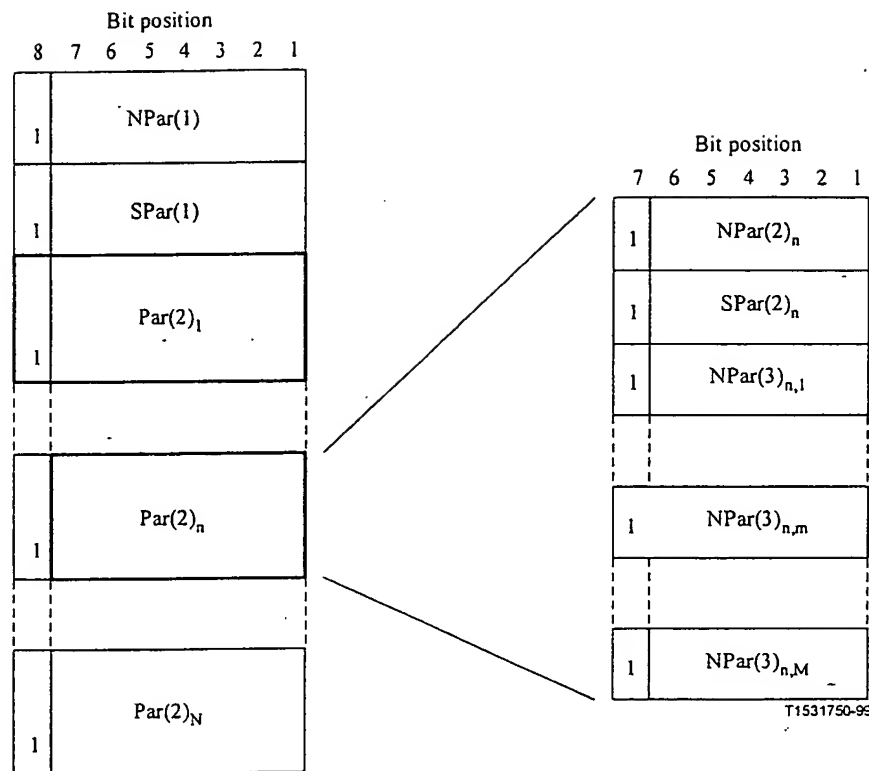 Bit position
8 7 6 5 4 3 2 1
NPar(1)
1
SPar(1)
1
Par(2)₁
1
Par(2)ₙ
1
Par(2)_N
1
Bit position
7 6 5 4 3 2 1
1 NPar(2)ₙ
1 SPar(2)ₙ
1 NPar(3)ₙ,₁
1 NPar(3)ₙ,ₘ
1 NPar(3)ₙ,_M
T1531750-99